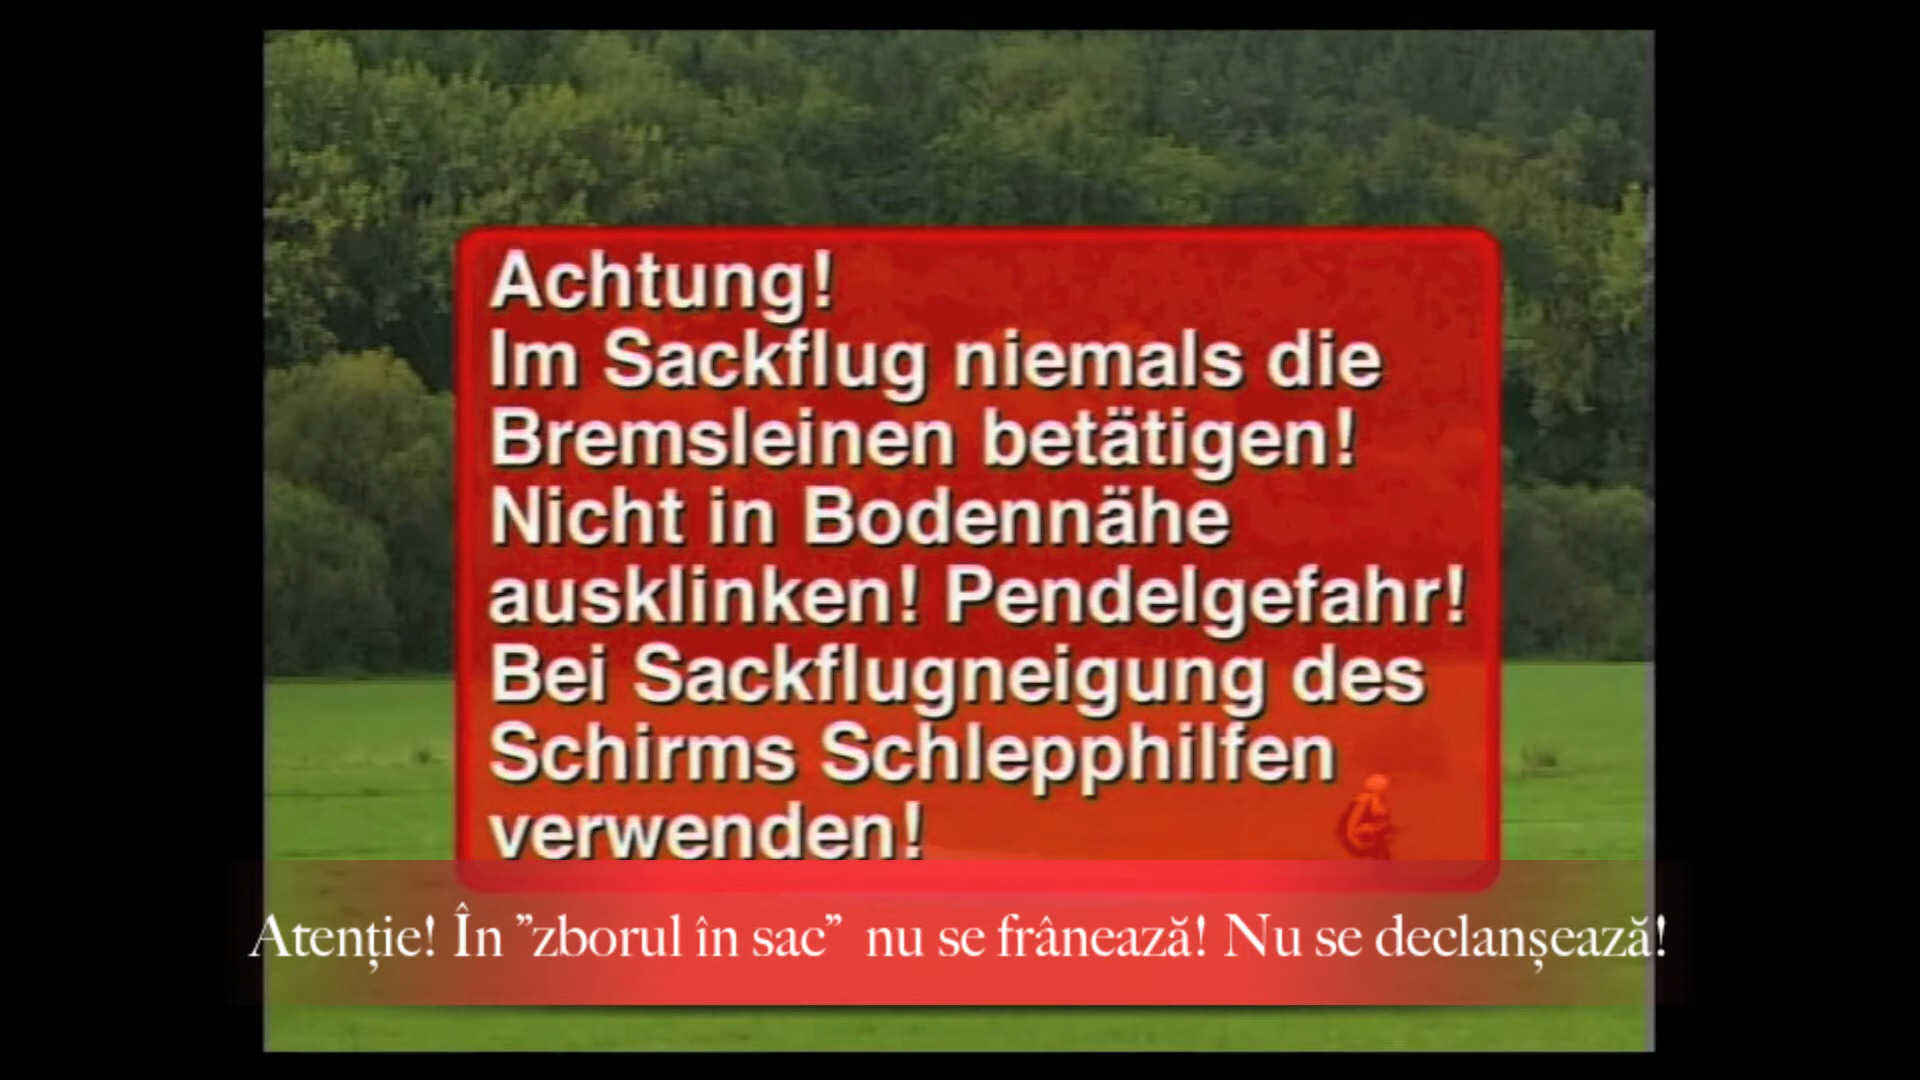 Achtung!
Im Sackflug niemals die
Bremsleinen betätigen!
Nicht in Bodennähe
ausklinken! Pendelgefahr!
Bei Sackflugneigung des
Schirms Schlepphilfen
verwenden!
Atenție! În ”zborul în sac” nu se frânează! Nu se declanșează!